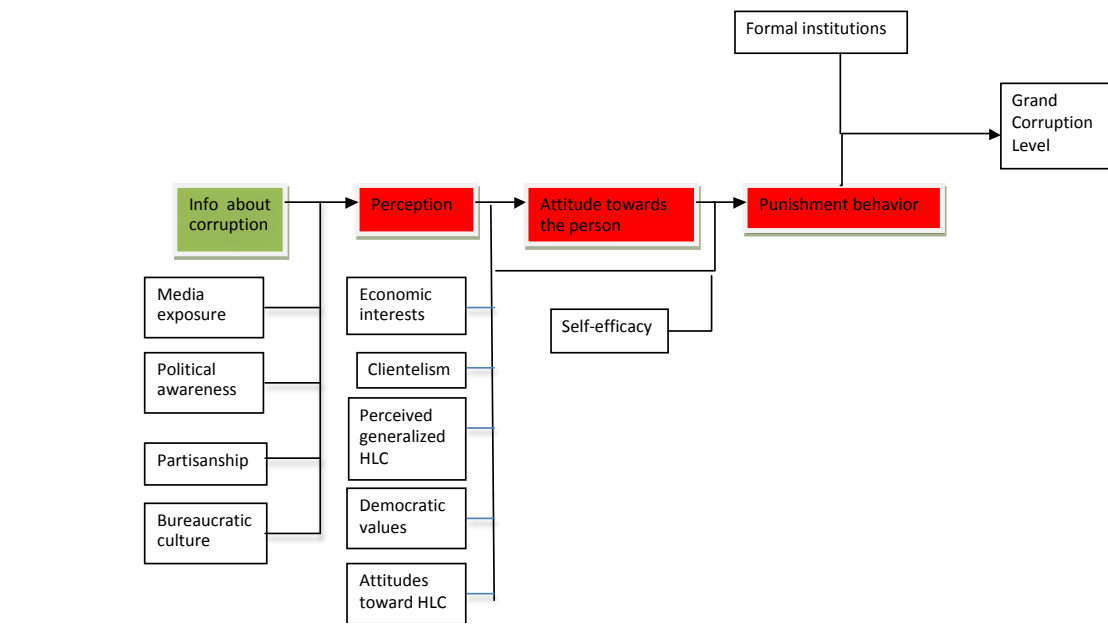 Formal institutions
Grand
Corruption
Level
Info about
corruption
Perception
Attitude towards
the person
Punishment behavior
Media
exposure
Political
awareness
Partisanship
Bureaucratic
culture
Economic
interests
Clientelism
Perceived
generalized
HLC
Democratic
values
Attitudes
toward HLC
Self-efficacy